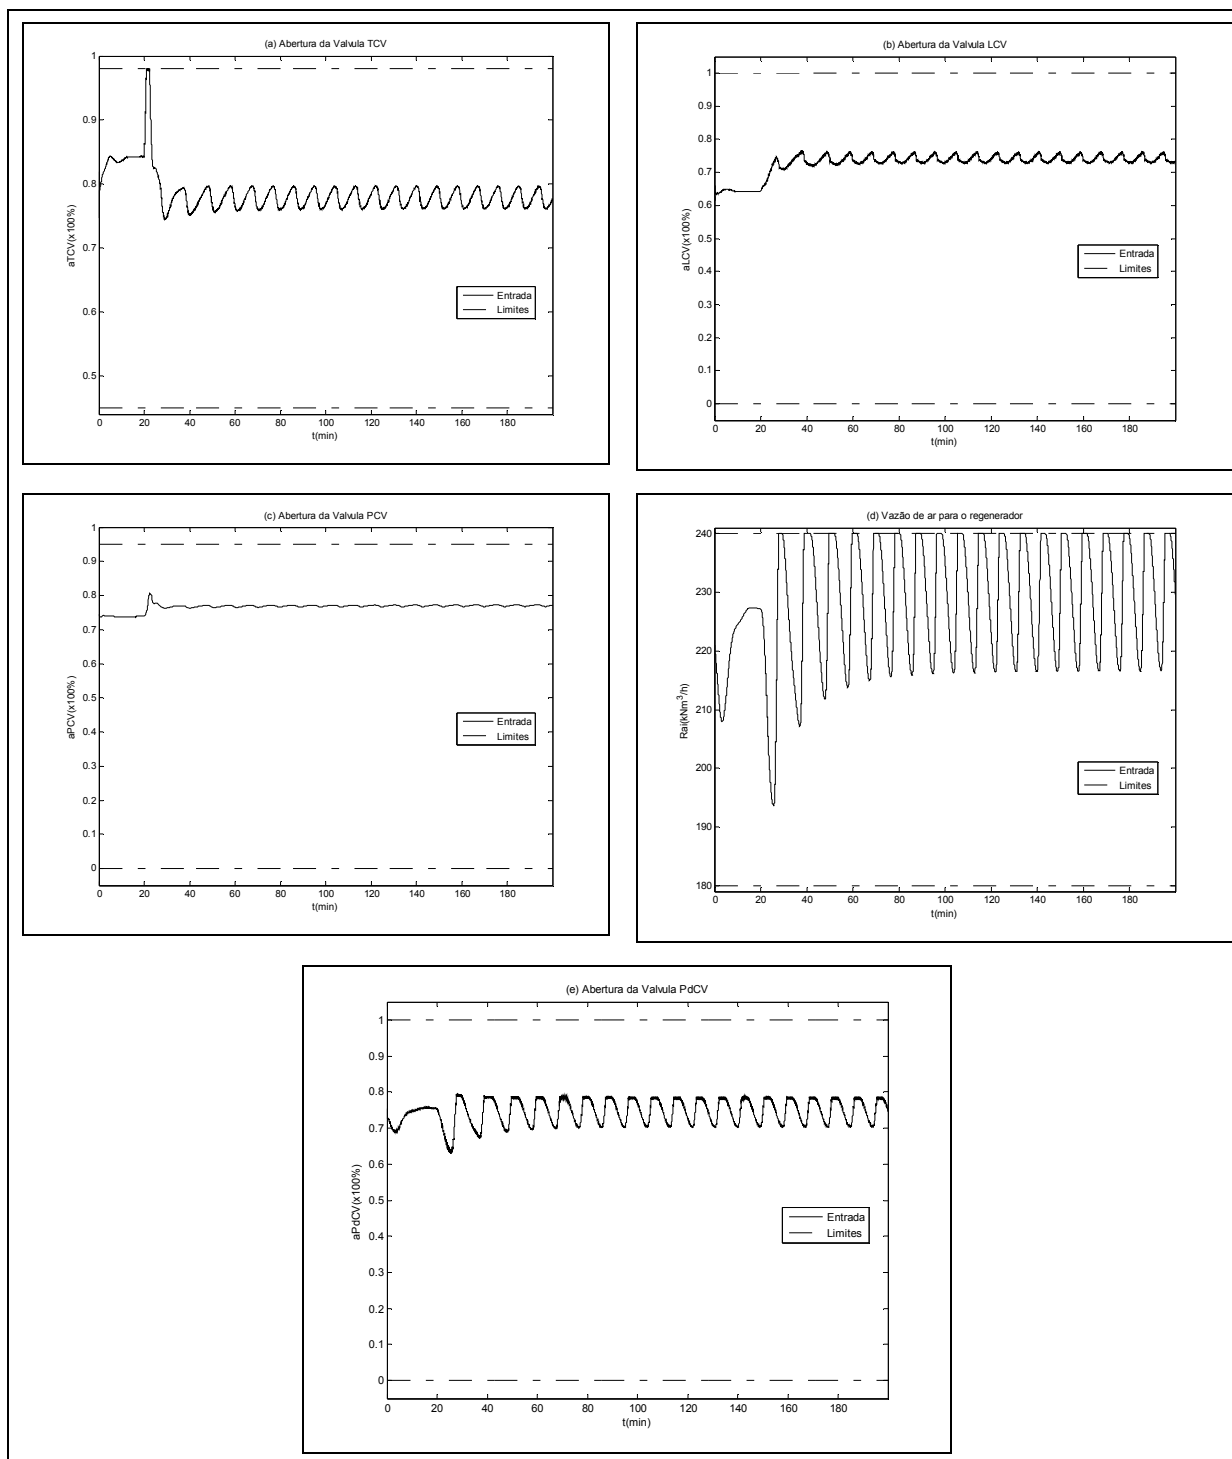 (a) Abertura da Valvula TCV
1
0.9
0.8
0.7
0.6
0.5
aTCV(x100%)
Entrada
Limites
0 20 40 60 80 100 120 140 160 180
t(min)
(b) Abertura da Valvula LCV
1
0.9
0.8
0.7
0.6
0.5
0.4
0.3
0.2
0.1
0
aLCV(x100%)
Entrada
Limites
0 20 40 60 80 100 120 140 160 180
t(min)
(c) Abertura da Valvula PCV
1
0.9
0.8
0.7
0.6
0.5
0.4
0.3
0.2
0.1
0
aPCV(x100%)
Entrada
Limites
0 20 40 60 80 100 120 140 160 180
t(min)
(d) Vazão de ar para o regenerador
240
230
220
210
200
190
180
Rai(kNm³/h)
Entrada
Limites
0 20 40 60 80 100 120 140 160 180
t(min)
(e) Abertura da Valvula PdCV
1
0.9
0.8
0.7
0.6
0.5
0.4
0.3
0.2
0.1
0
aPdCV(x100%)
Entrada
Limites
0 20 40 60 80 100 120 140 160 180
t(min)